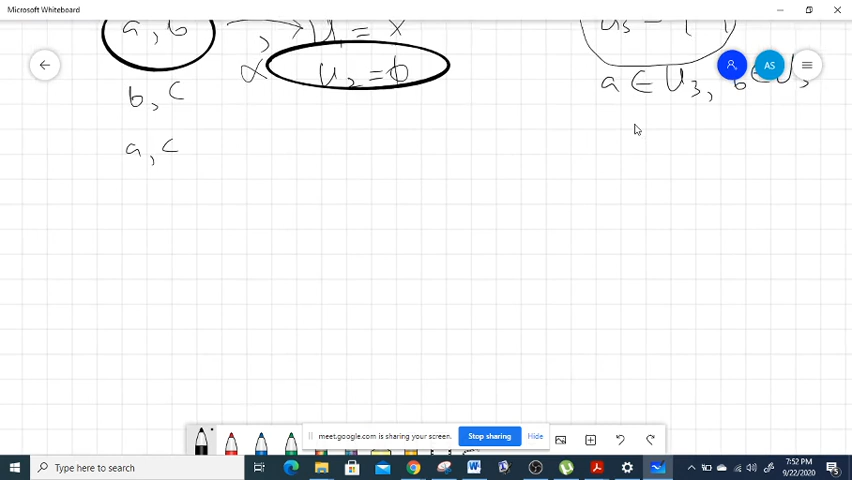 Microsoft Whiteboard
a, b
U₁ = X
AS
α
U₂ = ϕ
a ∈ U₃, b ∈ U₃
b, c
a, c
meet.google.com is sharing your screen.
Stop sharing
Hide
Type here to search
7:52 PM
9/22/2020